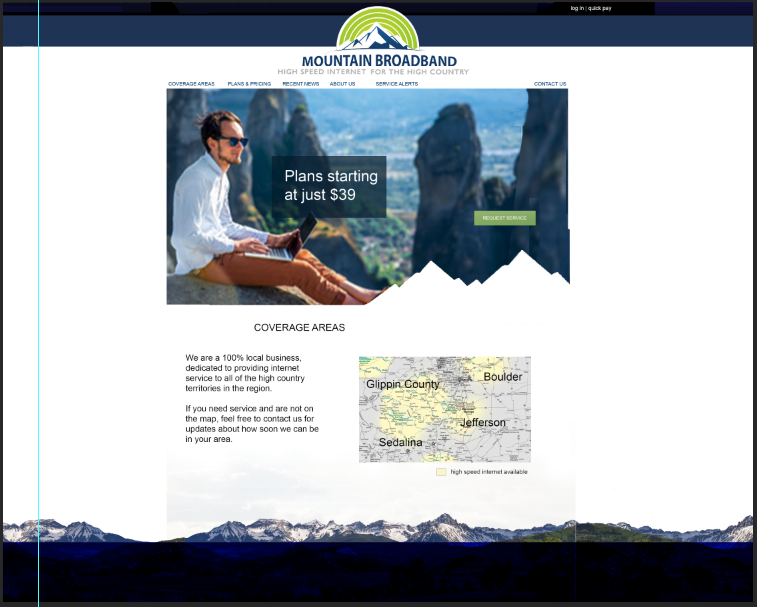 log in | quick pay
MOUNTAIN BROADBAND
HIGH SPEED INTERNET FOR THE HIGH COUNTRY
COVERAGE AREAS PLANS & PRICING RECENT NEWS ABOUT US SERVICE ALERTS CONTACT US
Plans starting
at just $39
REQUEST SERVICE
COVERAGE AREAS
We are a 100% local business,
dedicated to providing internet
service to all of the high country
territories in the region.
If you need service and are not on
the map, feel free to contact us for
updates about how soon we can be
in your area.
Glippin County
Boulder
Jefferson
Sedalina
high speed internet available